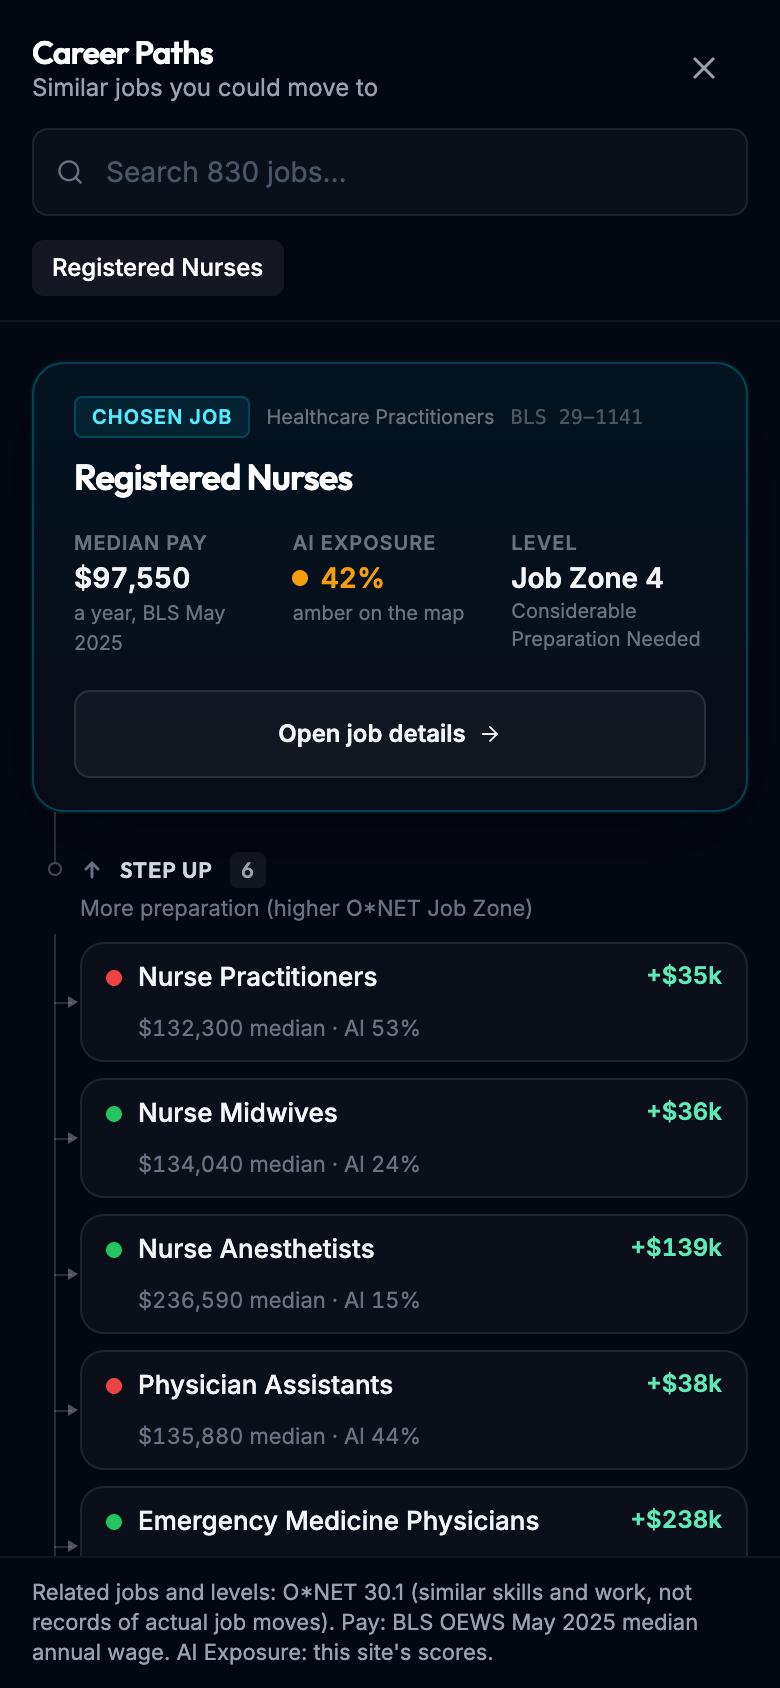 Career Paths
Similar jobs you could move to
Search 830 jobs...
Registered Nurses
CHOSEN JOB Healthcare Practitioners BLS 29–1141
Registered Nurses
MEDIAN PAY AI EXPOSURE LEVEL
$97,550 42% Job Zone 4
a year, BLS May 2025 amber on the map Considerable Preparation Needed
Open job details →
↑ STEP UP 6
More preparation (higher O*NET Job Zone)
Nurse Practitioners +$35k
$132,300 median · AI 53%
Nurse Midwives +$36k
$134,040 median · AI 24%
Nurse Anesthetists +$139k
$236,590 median · AI 15%
Physician Assistants +$38k
$135,880 median · AI 44%
Emergency Medicine Physicians +$238k
Related jobs and levels: O*NET 30.1 (similar skills and work, not
records of actual job moves). Pay: BLS OEWS May 2025 median
annual wage. AI Exposure: this site's scores.